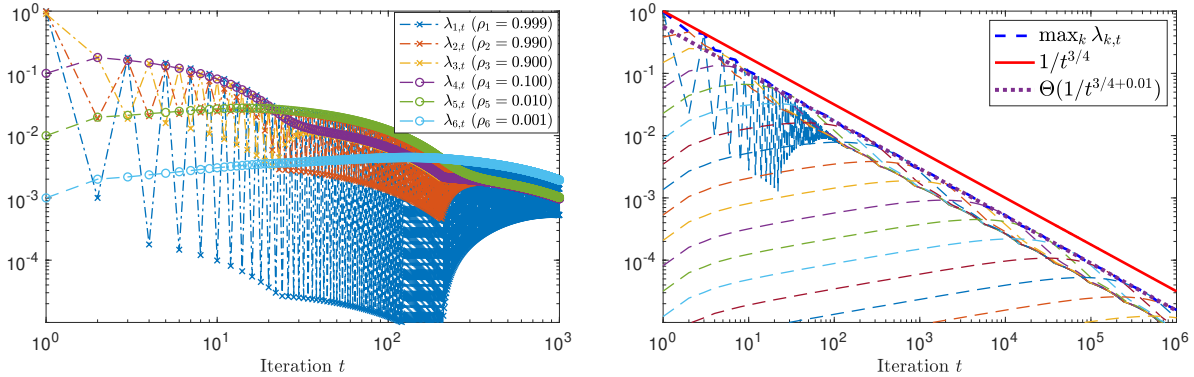 10^0
10^{-1}
10^{-2}
10^{-3}
10^{-4}
10^0
10^1
10^2
10^3
Iteration t
λ_{1,t} (ρ_1 = 0.999)
λ_{2,t} (ρ_2 = 0.990)
λ_{3,t} (ρ_3 = 0.900)
λ_{4,t} (ρ_4 = 0.100)
λ_{5,t} (ρ_5 = 0.010)
λ_{6,t} (ρ_6 = 0.001)
10^0
10^{-1}
10^{-2}
10^{-3}
10^{-4}
10^0
10^1
10^2
10^3
10^4
10^5
10^6
Iteration t
max_k λ_{k,t}
1/t^{3/4}
Θ(1/t^{3/4+0.01})